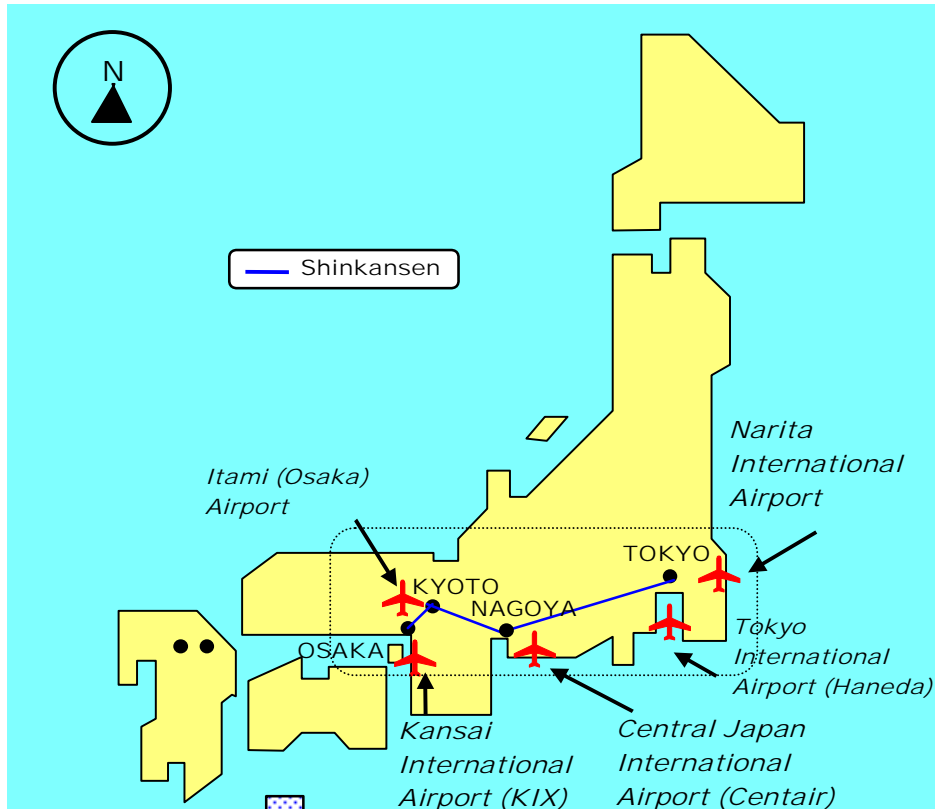 N
Shinkansen
Narita
International
Airport
Itami (Osaka)
Airport
TOKYO
KYOTO
NAGOYA
OSAKA
Tokyo
International
Airport (Haneda)
Kansai
International
Airport (KIX)
Central Japan
International
Airport (Centair)